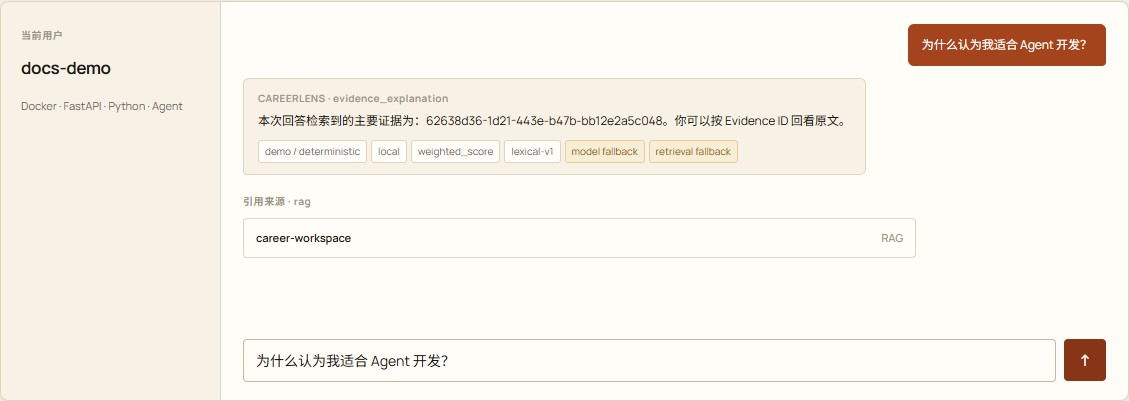 当前用户
docs-demo
Docker · FastAPI · Python · Agent
为什么认为我适合 Agent 开发？
CAREERLENS · evidence_explanation
本次回答检索到的主要证据为：62638d36-1d21-443e-b47b-bb12e2a5c048。你可以按 Evidence ID 回看原文。
demo / deterministic local weighted_score lexical-v1 model fallback retrieval fallback
引用来源 · rag
career-workspace RAG
为什么认为我适合 Agent 开发？ ↑